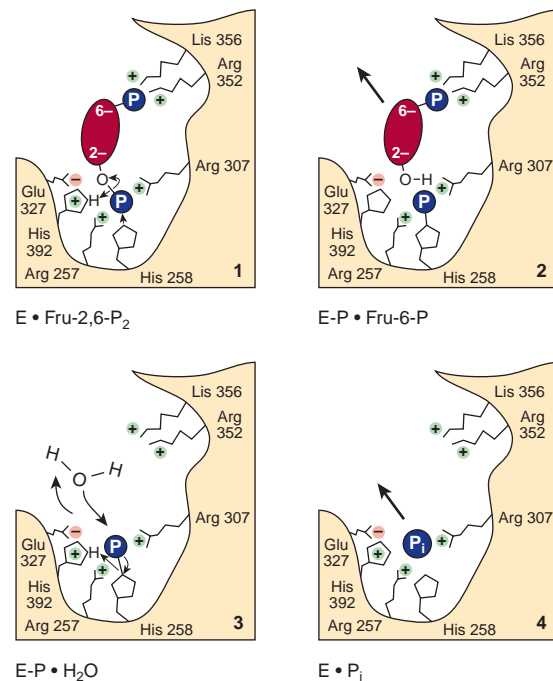 Lis 356
Arg
352
P
6–
2–
O
H
P
Arg 307
Glu
327
His
392
Arg 257
His 258
1
E • Fru-2,6-P₂
Lis 356
Arg
352
P
6–
2–
O H
P
Arg 307
Glu
327
His
392
Arg 257
His 258
2
E-P • Fru-6-P
Lis 356
Arg
352
H
H
O
Arg 307
P
H
Glu
327
His
392
Arg 257
His 258
3
E-P • H₂O
Lis 356
Arg
352
Arg 307
Pᵢ
Glu
327
His
392
Arg 257
His 258
4
E • Pᵢ